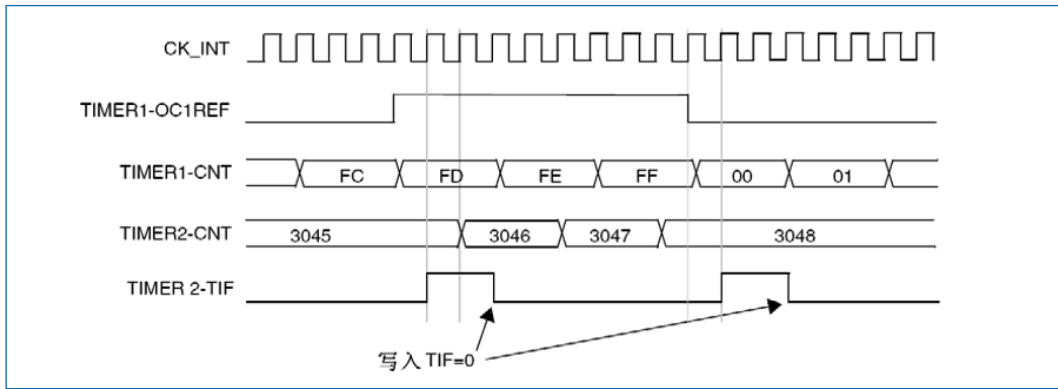 CK_INT
TIMER1-OC1REF
TIMER1-CNT FC FD FE FF 00 01
TIMER2-CNT 3045 3046 3047 3048
TIMER 2-TIF
写入 TIF=0